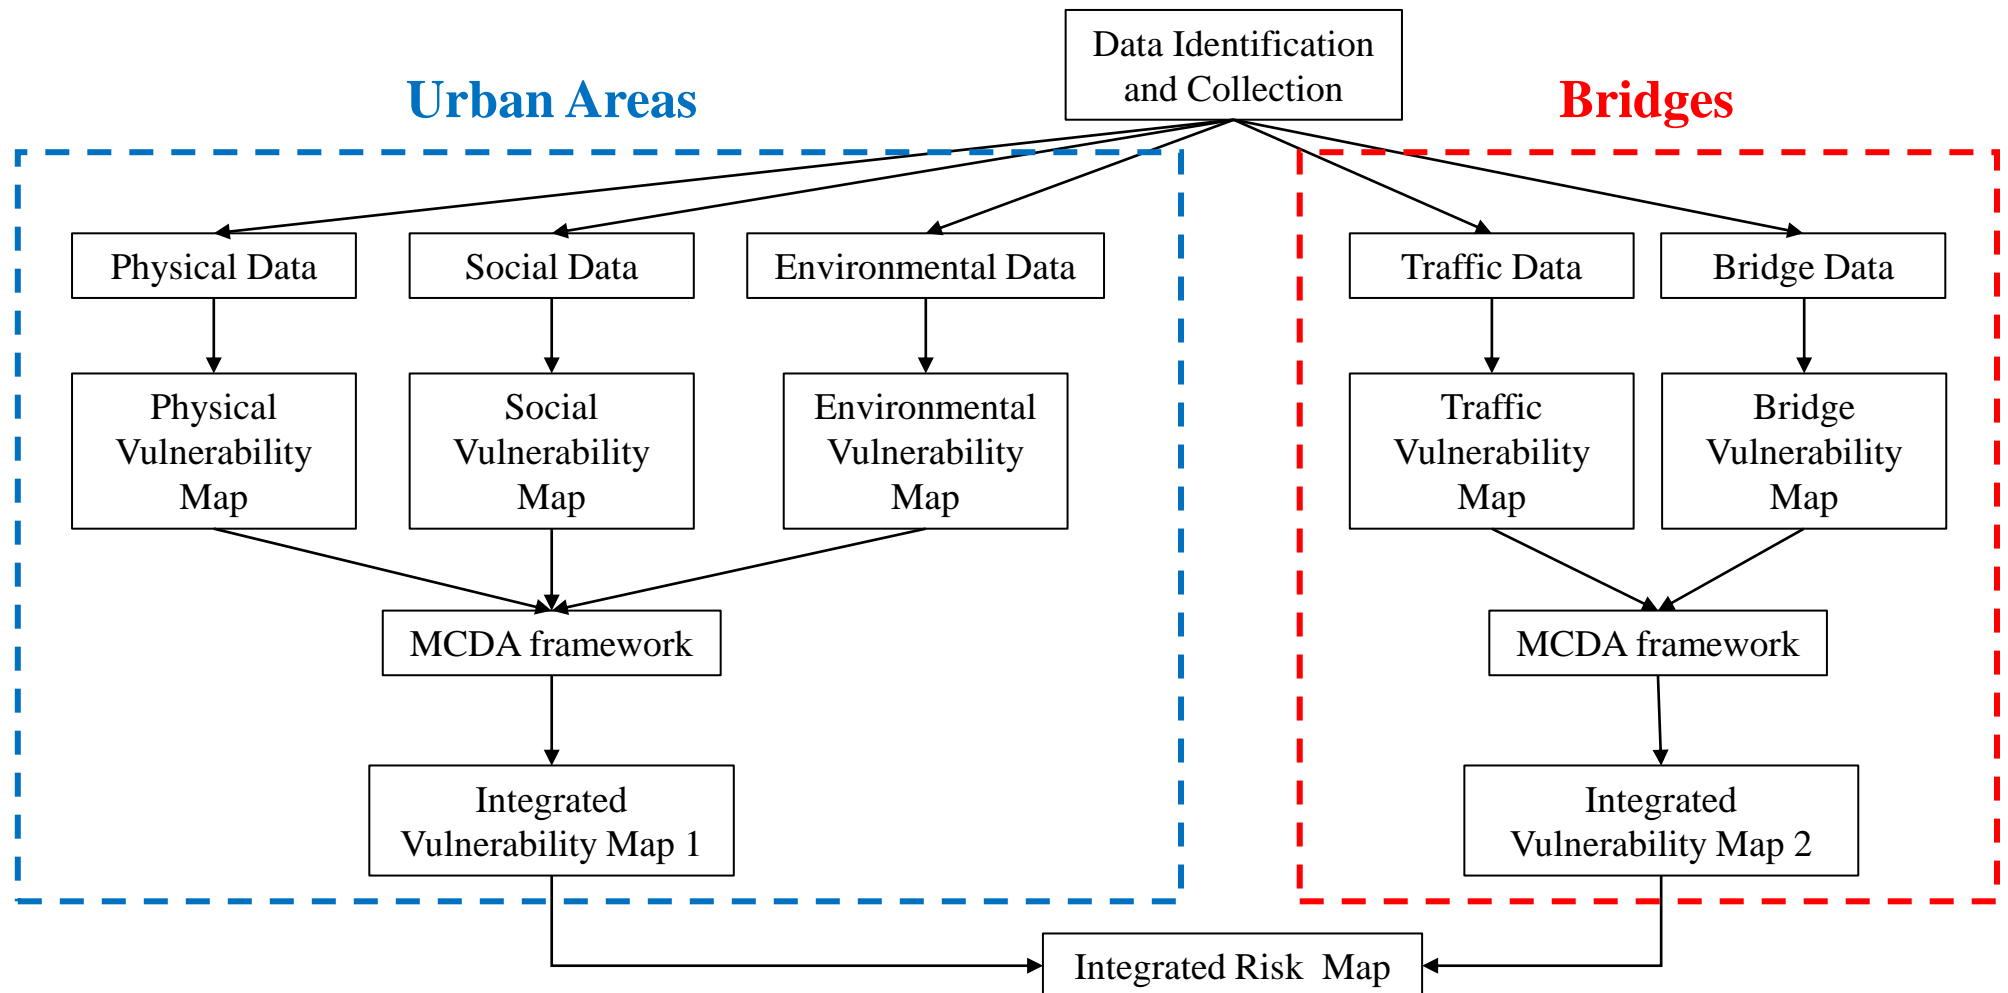 Data Identification
and Collection
Urban Areas
Bridges
Physical Data
Social Data
Environmental Data
Traffic Data
Bridge Data
Physical
Vulnerability
Map
Social
Vulnerability
Map
Environmental
Vulnerability
Map
Traffic
Vulnerability
Map
Bridge
Vulnerability
Map
MCDA framework
MCDA framework
Integrated
Vulnerability Map 1
Integrated
Vulnerability Map 2
Integrated Risk  Map